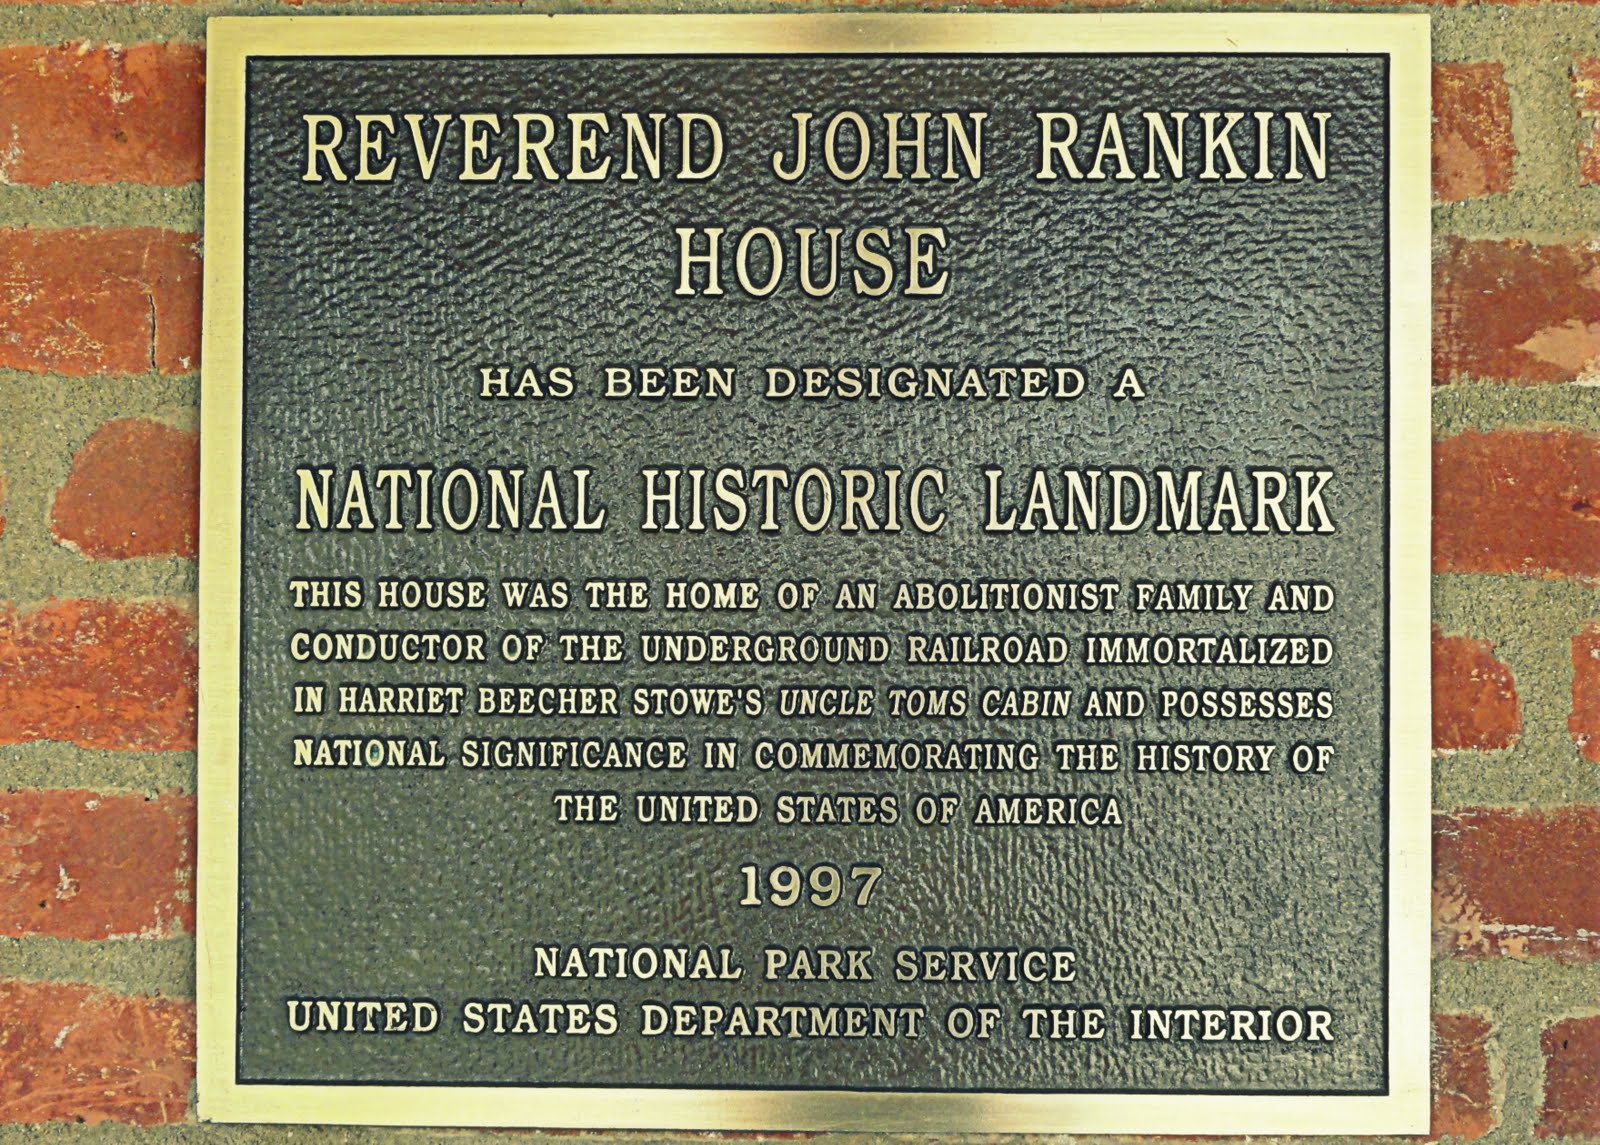 REVEREND JOHN RANKIN
HOUSE
HAS BEEN DESIGNATED A
NATIONAL HISTORIC LANDMARK
THIS HOUSE WAS THE HOME OF AN ABOLITIONIST FAMILY AND
CONDUCTOR OF THE UNDERGROUND RAILROAD IMMORTALIZED
IN HARRIET BEECHER STOWE'S UNCLE TOMS CABIN AND POSSESSES
NATIONAL SIGNIFICANCE IN COMMEMORATING THE HISTORY OF
THE UNITED STATES OF AMERICA
1997
NATIONAL PARK SERVICE
UNITED STATES DEPARTMENT OF THE INTERIOR